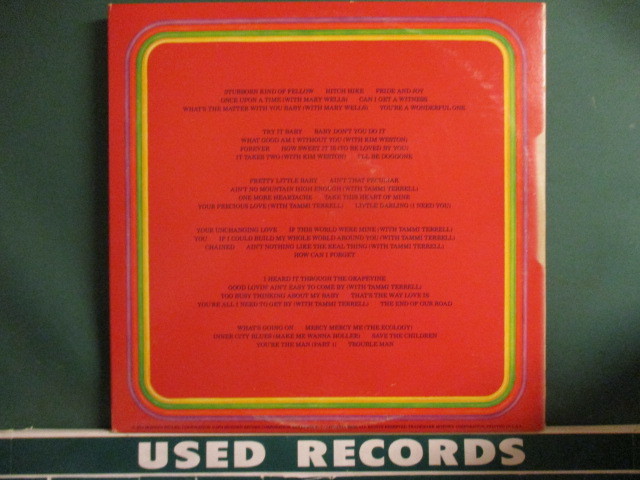 STUBBORN KIND OF FELLOW HITCH HIKE PRIDE AND JOY
ONCE UPON A TIME (WITH MARY WELLS) CAN I GET A WITNESS
WHAT'S THE MATTER WITH YOU BABY (WITH MARY WELLS) YOU'RE A WONDERFUL ONE
TRY IT BABY BABY DON'T YOU DO IT
WHAT GOOD AM I WITHOUT YOU (WITH KIM WESTON)
FOREVER HOW SWEET IT IS (TO BE LOVED BY YOU)
IT TAKES TWO (WITH KIM WESTON) I'LL BE DOGGONE
PRETTY LITTLE BABY AIN'T THAT PECULIAR
AIN'T NO MOUNTAIN HIGH ENOUGH (WITH TAMMI TERRELL)
ONE MORE HEARTACHE TAKE THIS HEART OF MINE
YOUR PRECIOUS LOVE (WITH TAMMI TERRELL) LITTLE DARLING (I NEED YOU)
YOUR UNCHANGING LOVE IF THIS WORLD WERE MINE (WITH TAMMI TERRELL)
YOU IF I COULD BUILD MY WHOLE WORLD AROUND YOU (WITH TAMMI TERRELL)
CHAINED AIN'T NOTHING LIKE THE REAL THING (WITH TAMMI TERRELL)
HOW CAN I FORGET
I HEARD IT THROUGH THE GRAPEVINE
GOOD LOVIN' AIN'T EASY TO COME BY (WITH TAMMI TERRELL)
TOO BUSY THINKING ABOUT MY BABY THAT'S THE WAY LOVE IS
YOU'RE ALL I NEED TO GET BY (WITH TAMMI TERRELL) THE END OF OUR ROAD
WHAT'S GOING ON MERCY MERCY ME (THE ECOLOGY)
INNER CITY BLUES (MAKE ME WANNA HOLLER) SAVE THE CHILDREN
YOU'RE THE MAN (PART 1) TROUBLE MAN
USED RECORDS